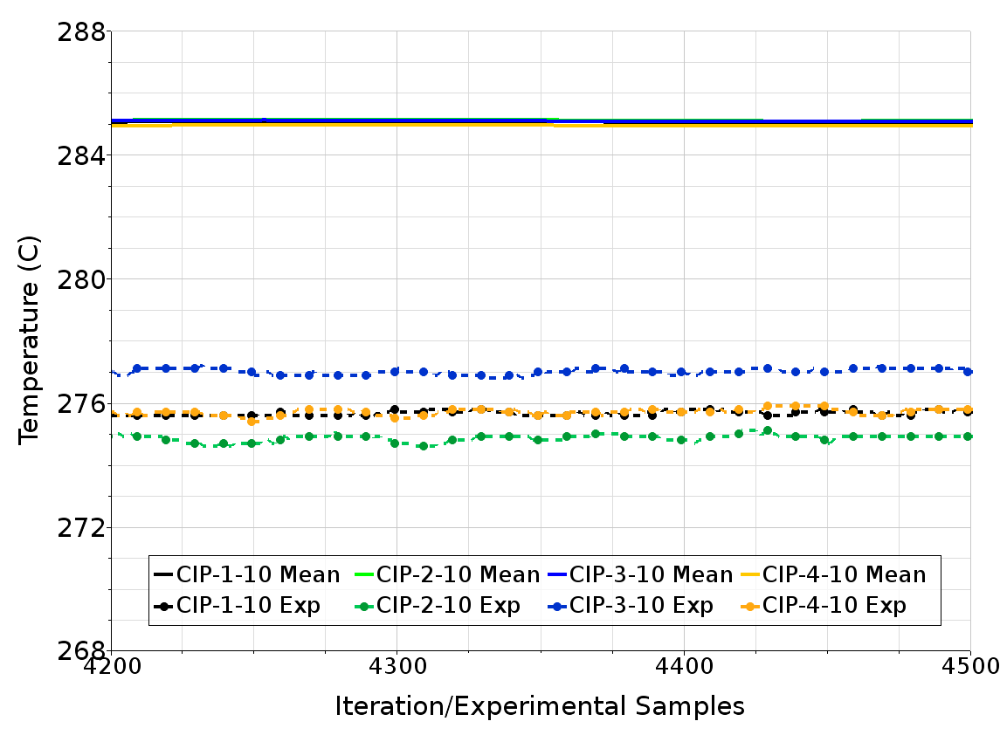 288
284
280
276
272
268
Temperature (C)
CIP-1-10 Mean CIP-2-10 Mean CIP-3-10 Mean CIP-4-10 Mean
CIP-1-10 Exp CIP-2-10 Exp CIP-3-10 Exp CIP-4-10 Exp
4200 4300 4400 4500
Iteration/Experimental Samples